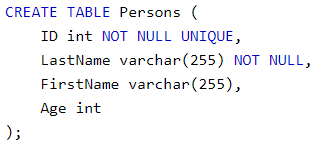 CREATE TABLE Persons (
    ID int NOT NULL UNIQUE,
    LastName varchar(255) NOT NULL,
    FirstName varchar(255),
    Age int
);